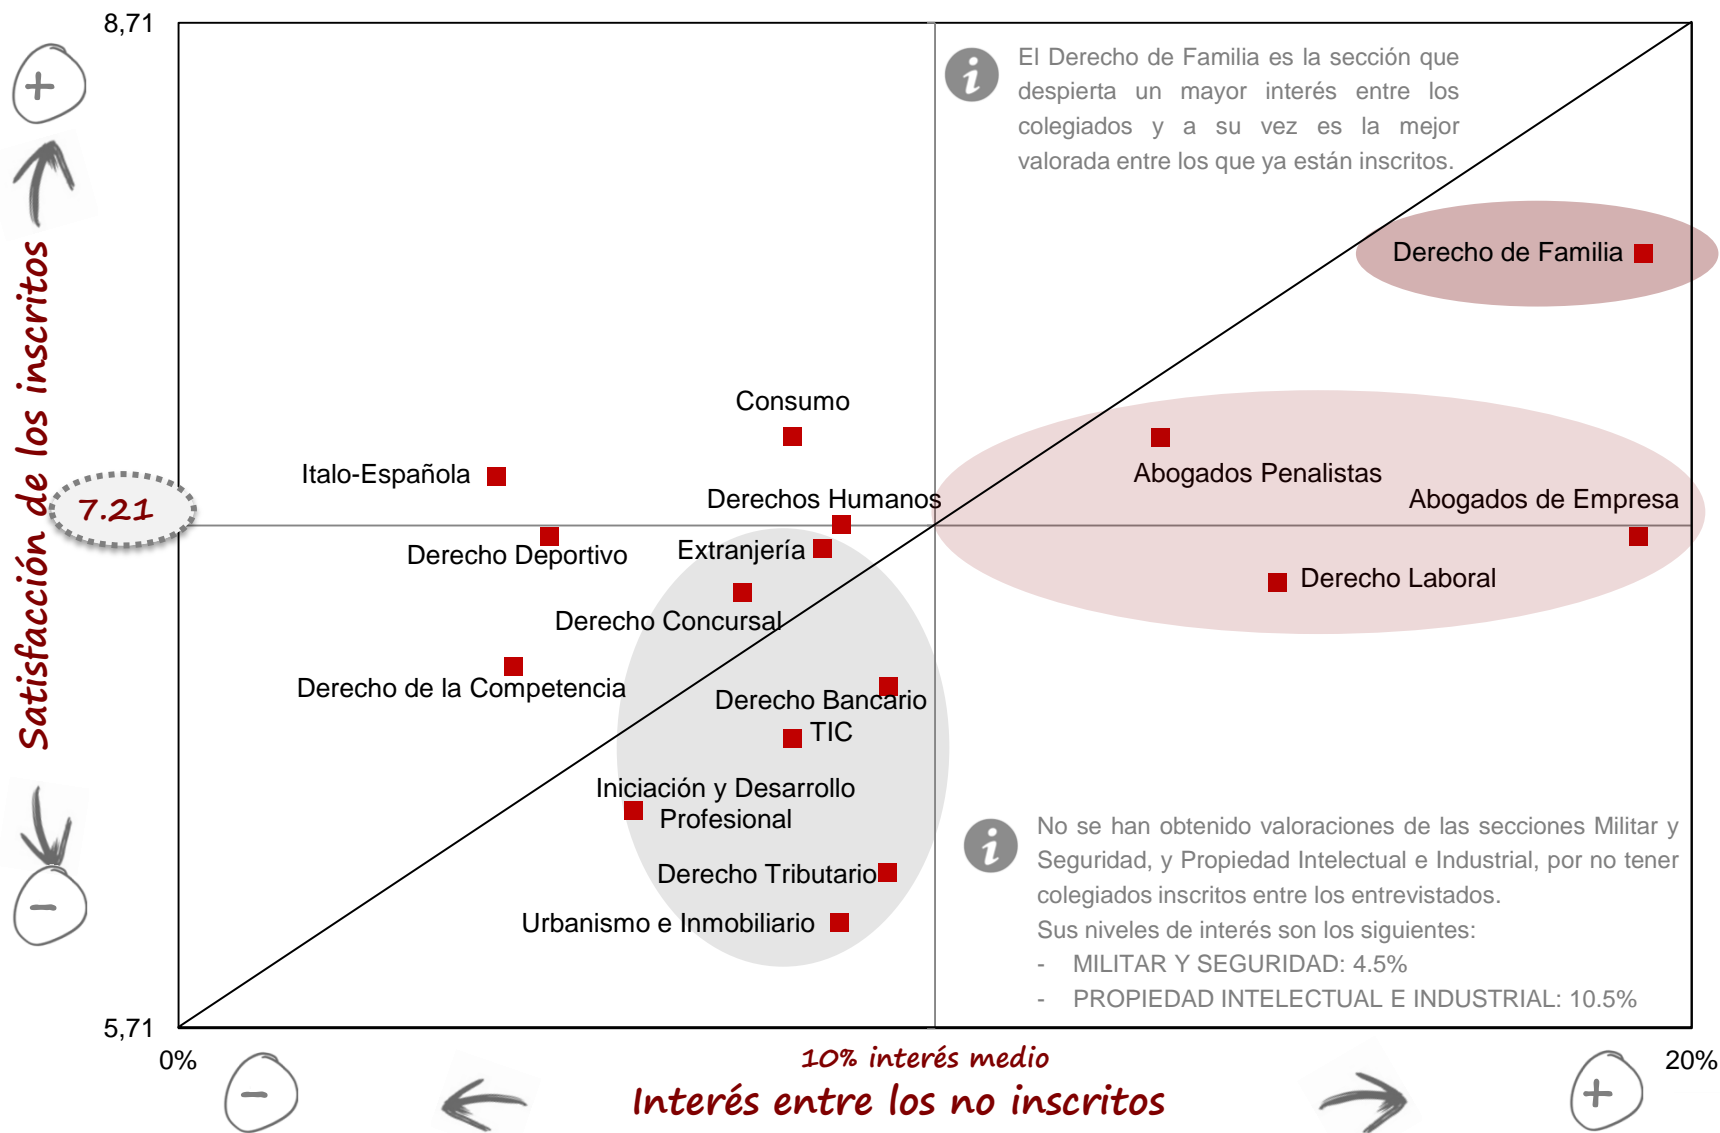 8,71
El Derecho de Familia es la sección que
despierta un mayor interés entre los
colegiados y a su vez es la mejor
valorada entre los que ya están inscritos.
Satisfacción de los inscritos
Derecho de Familia
Consumo
Italo-Española
Abogados Penalistas
Derechos Humanos
Abogados de Empresa
7.21
Derecho Deportivo
Extranjería
Derecho Laboral
Derecho Concursal
Derecho de la Competencia
Derecho Bancario
TIC
Iniciación y Desarrollo
Profesional
Derecho Tributario
Urbanismo e Inmobiliario
No se han obtenido valoraciones de las secciones Militar y
Seguridad, y Propiedad Intelectual e Industrial, por no tener
colegiados inscritos entre los entrevistados.
Sus niveles de interés son los siguientes:
- MILITAR Y SEGURIDAD: 4.5%
- PROPIEDAD INTELECTUAL E INDUSTRIAL: 10.5%
5,71
0%
10% interés medio
20%
Interés entre los no inscritos